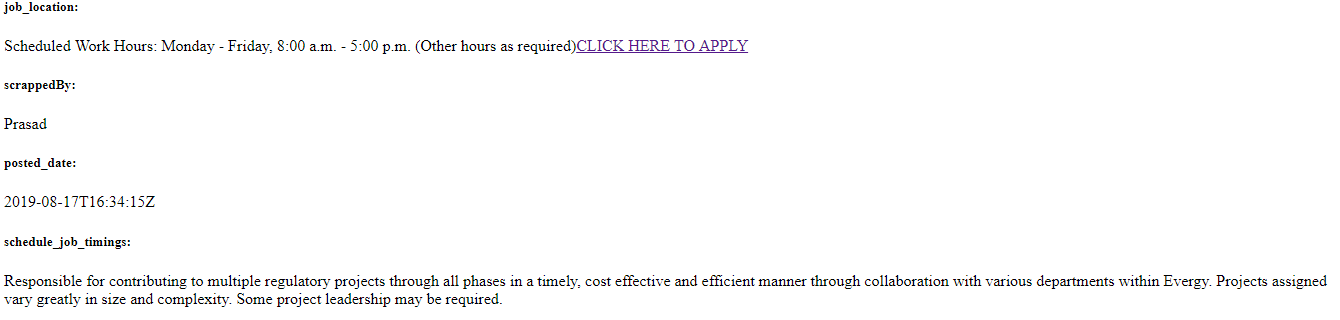 job_location:
Scheduled Work Hours: Monday - Friday, 8:00 a.m. - 5:00 p.m. (Other hours as required)CLICK HERE TO APPLY
scrappedBy:
Prasad
posted_date:
2019-08-17T16:34:15Z
schedule_job_timings:
Responsible for contributing to multiple regulatory projects through all phases in a timely, cost effective and efficient manner through collaboration with various departments within Evergy. Projects assigned
vary greatly in size and complexity. Some project leadership may be required.